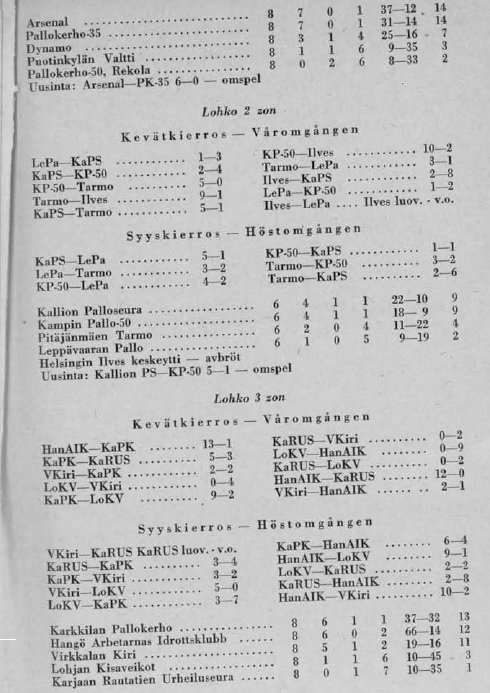 Arsenal .................... 8 7 0 1 37—12 14
Pallokerho-35 .................... 8 7 0 1 31—14 14
Dynamo .................... 8 3 1 4 25—16 7
Puotinkylän Valtti .................... 8 1 1 6 9—35 3
Pallokerho-50, Rekola .................... 8 0 2 6 8—33 2
Uusinta: Arsenal—PK-35 6—0 — omspel
Lohko 2 zon
Kevätkierros — Våromgången
LePa—KaPS ............ 1—3
KaPS—KP-50 ............ 2—4
KP-50—Tarmo ............ 5—0
Tarmo—Ilves ............ 9—1
KaPS—Tarmo ............ 5—1
KP-50—Ilves ............ 10—2
Tarmo—LePa ............ 3—1
Ilves—KaPS ............ 2—8
LePa—KP-50 ............ 1—2
Ilves—LePa .... Ilves luov. - v.o.
Syyskierros — Höstomgången
KaPS—LePa ............ 5—1
LePa—Tarmo ............ 3—2
KP-50—LePa ............ 4—2
KP-50—KaPS ............ 1—1
Tarmo—KP-50 ............ 3—2
Tarmo—KaPS ............ 2—6
Kallion Palloseura .................... 6 4 1 1 22—10 9
Kampin Pallo-50 .................... 6 4 1 1 18— 9 9
Pitäjänmäen Tarmo .................... 6 2 0 4 11—22 4
Leppävaaran Pallo .................... 6 1 0 5 9—19 2
Helsingin Ilves keskeytti — avbröt
Uusinta: Kallion PS—KP-50 5—1 — omspel
Lohko 3 zon
Kevätkierros — Våromgången
HanAIK—KaPK ........ 13—1
KaPK—KaRUS .......... 5—3
VKiri—KaPK .......... 2—2
LoKV—VKiri .......... 0—4
KaPK—LoKV .......... 9—2
KaRUS—VKiri .......... 0—2
LoKV—HanAIK .......... 0—9
KaRUS—LoKV .......... 0—2
HanAIK—KaRUS ........ 12—0
VKiri—HanAIK ........ 2—1
Syyskierros — Höstomgången
VKiri—KaRUS KaRUS luov. - v.o.
KaRUS—KaPK .......... 3—4
KaPK—VKiri .......... 3—2
VKiri—LoKV .......... 5—0
LoKV—KaPK .......... 3—7
KaPK—HanAIK ........ 6—4
HanAIK—LoKV ........ 9—1
LoKV—KaRUS ........ 2—2
KaRUS—HanAIK ........ 2—8
HanAIK—VKiri ........ 10—2
Karkkilan Pallokerho .................... 8 6 1 1 37—32 13
Hangö Arbetarnas Idrottsklubb ...... 8 6 0 2 66—14 12
Virkkalan Kiri .................... 8 5 1 2 19—16 11
Lohjan Kisaveikot .................... 8 1 1 6 10—45 3
Karjaan Rautatien Urheiluseura ...... 8 0 1 7 10—35 1